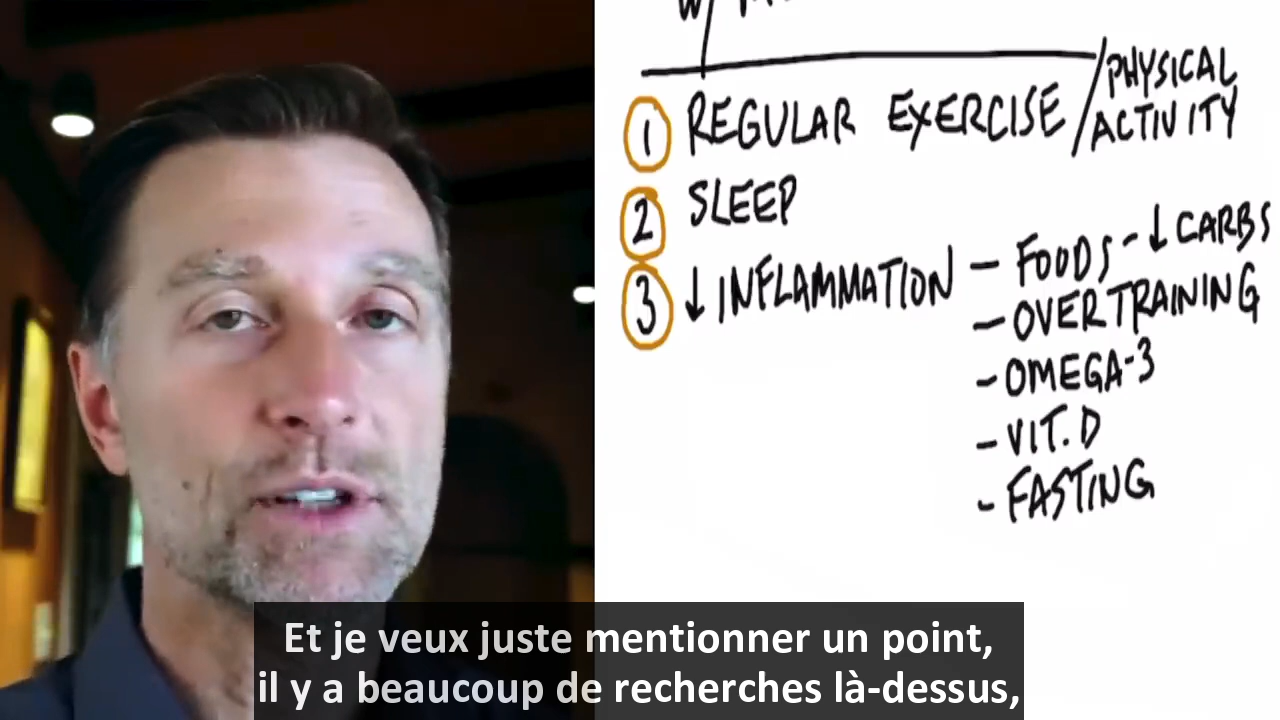 w/
① REGULAR EXERCISE / PHYSICAL ACTIVITY
② SLEEP
③ ↓ INFLAMMATION - FOODS - ↓ CARBS
- OVERTRAINING
- OMEGA-3
- VIT. D
- FASTING
Et je veux juste mentionner un point,
il y a beaucoup de recherches là-dessus,